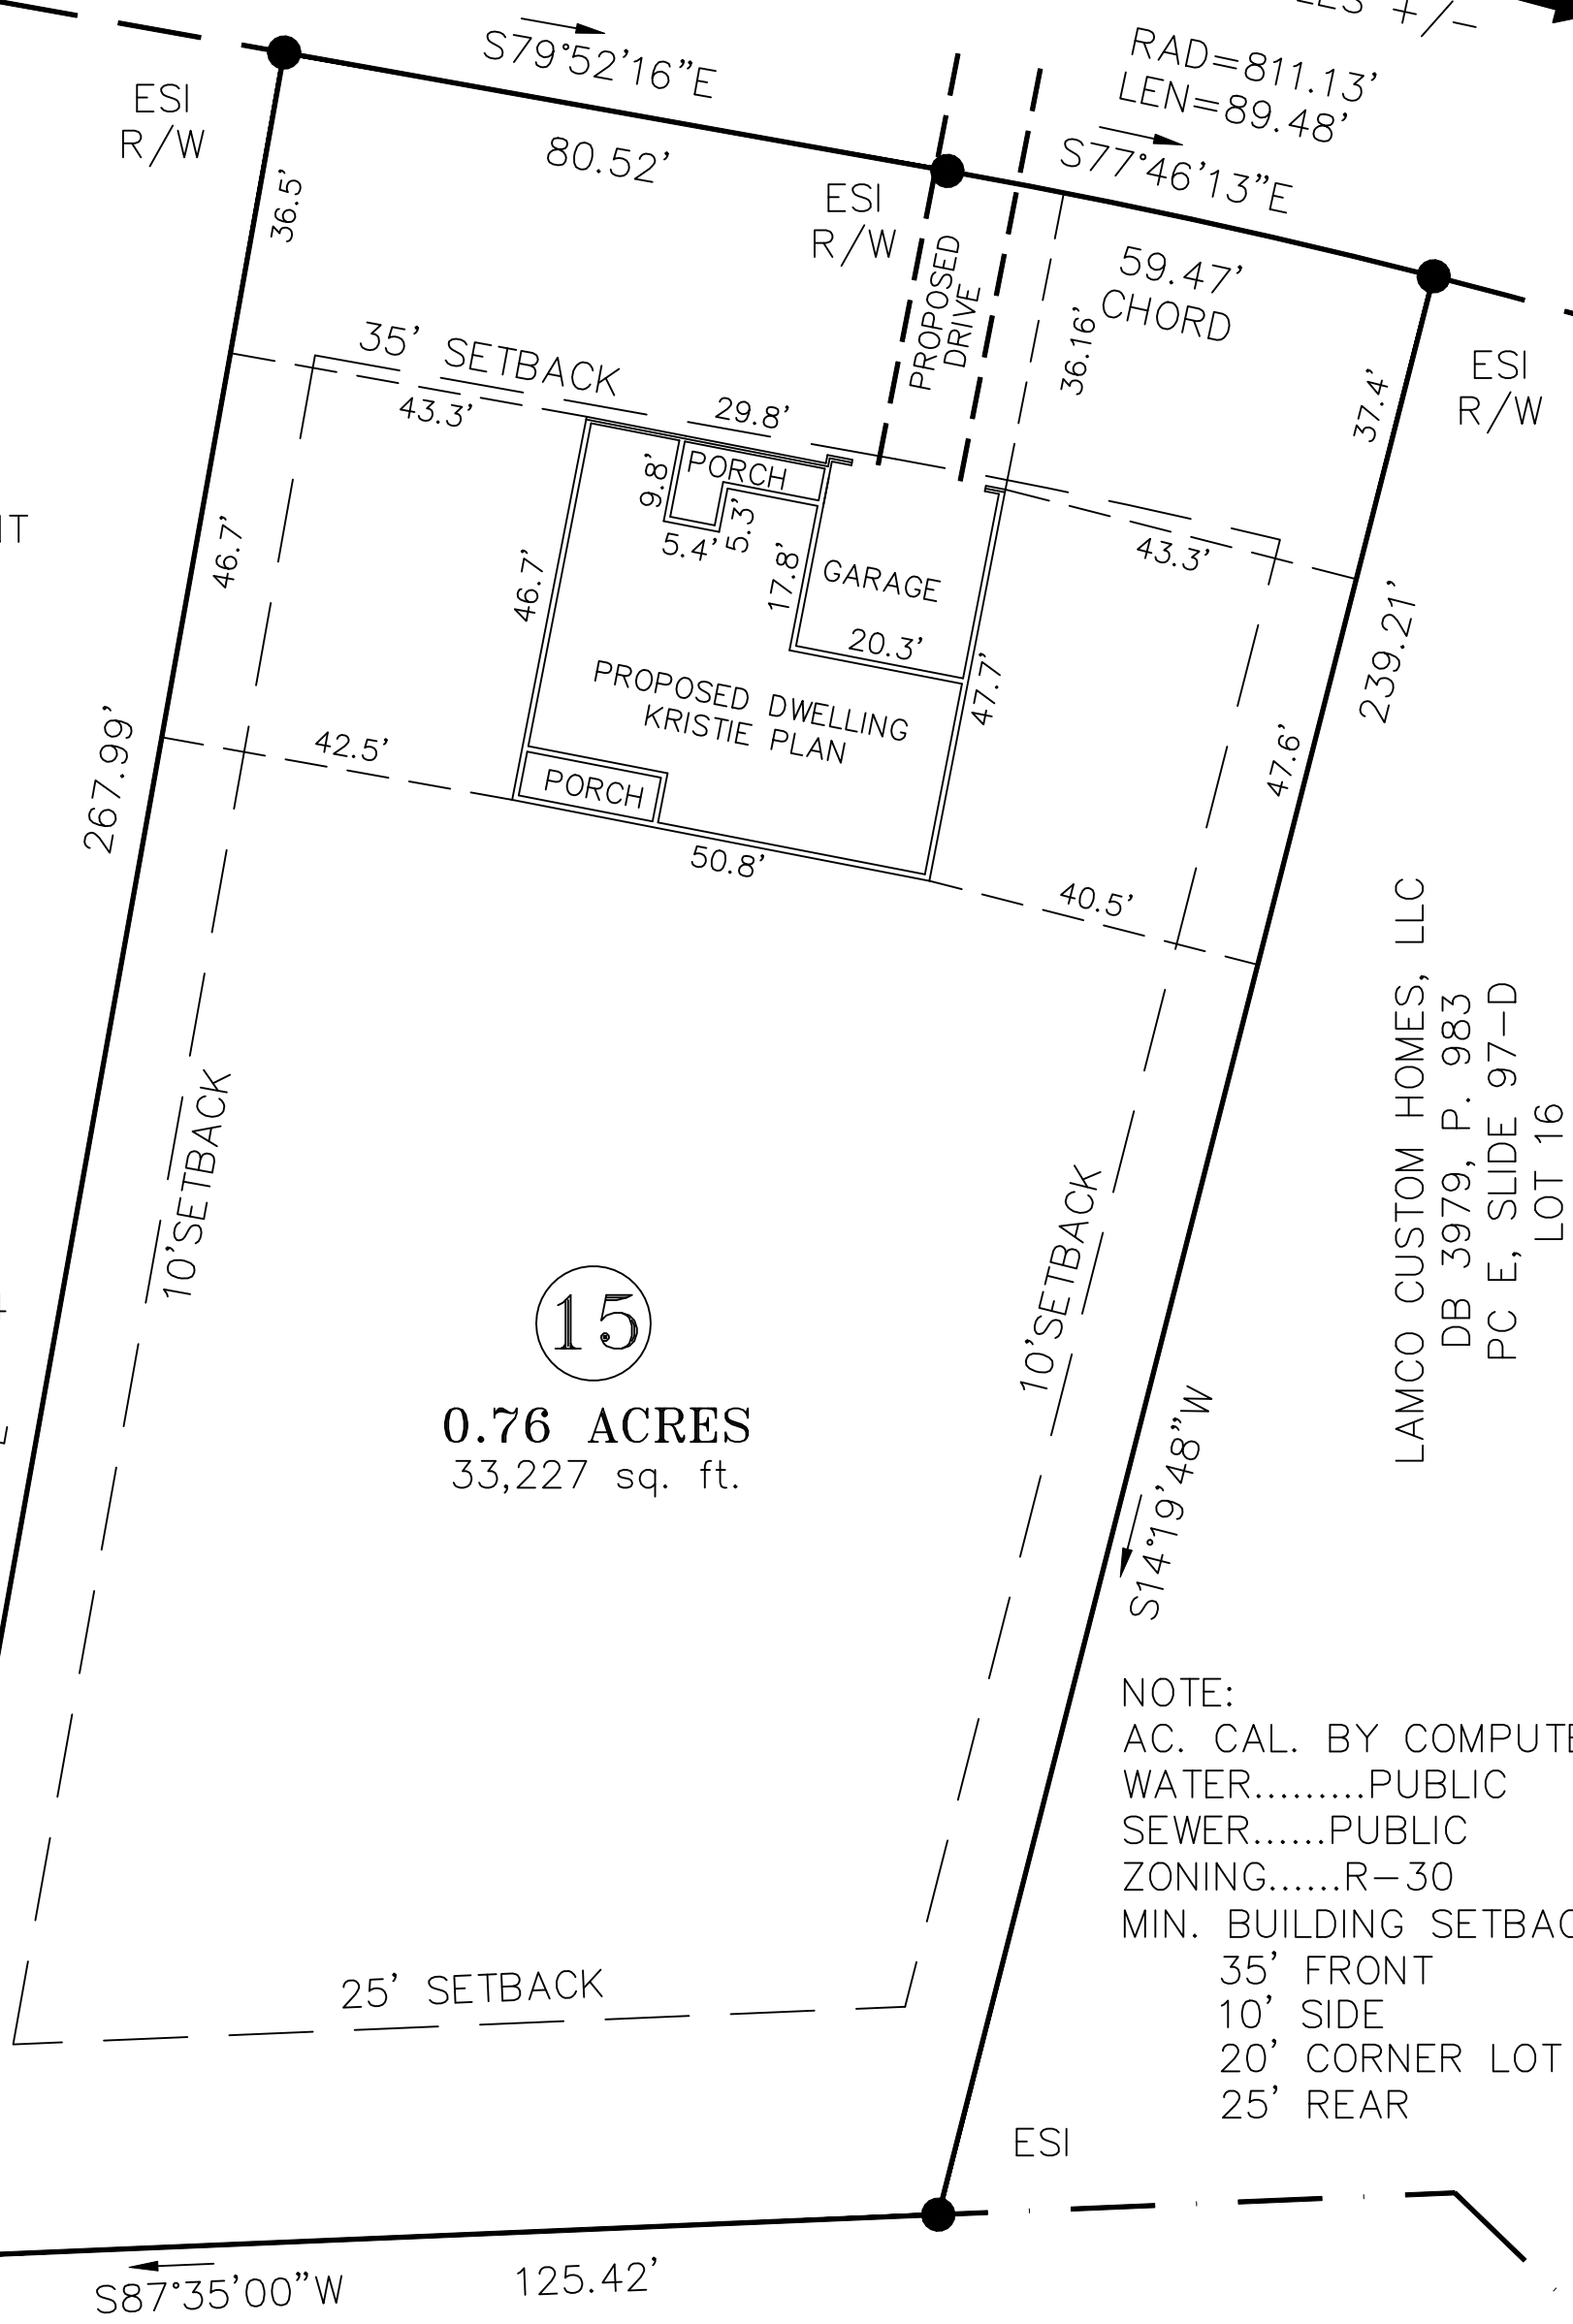 S79°52'16"E
80.52'
ESI
R/W
RAD=811.13'
LEN=89.48'
S77°46'13"E
59.47'
CHORD
ESI
R/W
ESI
R/W
36.5'
PROPOSED
DRIVE
36.16'
37.4'
35' SETBACK
43.3'
29.8'
9.8'
PORCH
5.3'
5.4'
17.8'
GARAGE
20.3'
43.3'
46.7'
46.7'
PROPOSED DWELLING
KRISTIE PLAN
47.7'
47.6'
239.21'
267.99'
42.5'
PORCH
50.8'
40.5'
LAMCO CUSTOM HOMES, LLC
DB 3979, P. 983
PC E, SLIDE 97-D
LOT 16
10'SETBACK
10'SETBACK
15
0.76 ACRES
33,227 sq. ft.
S14°19'48"W
NOTE:
AC. CAL. BY COMPUTE
WATER.........PUBLIC
SEWER......PUBLIC
ZONING......R-30
MIN. BUILDING SETBAC
35' FRONT
10' SIDE
20' CORNER LOT
25' REAR
25' SETBACK
ESI
S87°35'00"W
125.42'